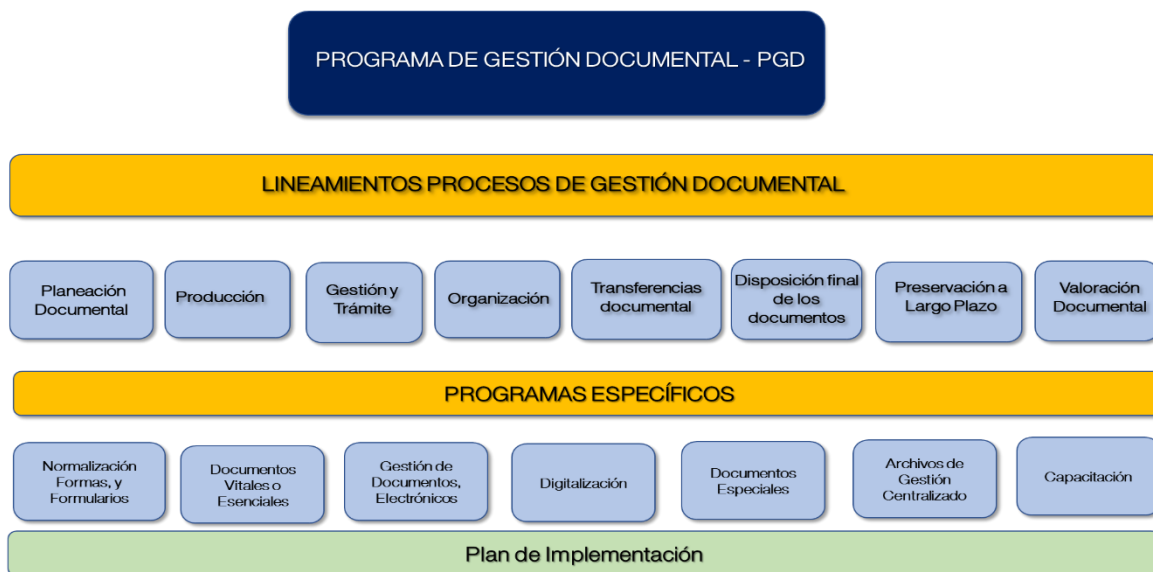 PROGRAMA DE GESTIÓN DOCUMENTAL - PGD
LINEAMIENTOS PROCESOS DE GESTIÓN DOCUMENTAL
Planeación
Documental
Producción
Gestión y
Trámite
Organización
Transferencias
documental
Disposición final
de los
documentos
Preservación a
Largo Plazo
Valoración
Documental
PROGRAMAS ESPECÍFICOS
Normalización
Formas, y
Formularios
Documentos
Vitales o
Esenciales
Gestión de
Documentos,
Electrónicos
Digitalización
Documentos
Especiales
Archivos de
Gestión
Centralizado
Capacitación
Plan de Implementación